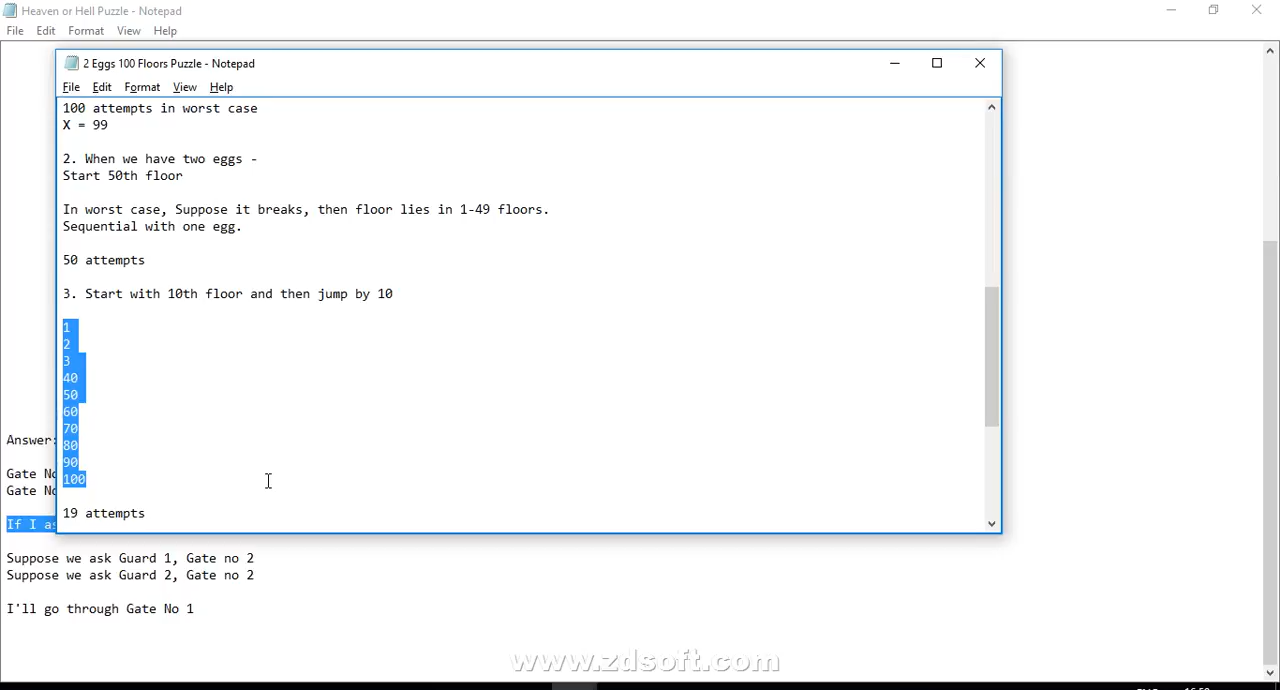 Heaven or Hell Puzzle - Notepad
File Edit Format View Help
2 Eggs 100 Floors Puzzle - Notepad
File Edit Format View Help
100 attempts in worst case
X = 99
2. When we have two eggs -
Start 50th floor
In worst case, Suppose it breaks, then floor lies in 1-49 floors.
Sequential with one egg.
50 attempts
3. Start with 10th floor and then jump by 10
1
2
3
40
50
60
70
80
90
100
19 attempts
Answer:
Gate
Gate
If I
Suppose we ask Guard 1, Gate no 2
Suppose we ask Guard 2, Gate no 2
I'll go through Gate No 1
www.zdsoft.com